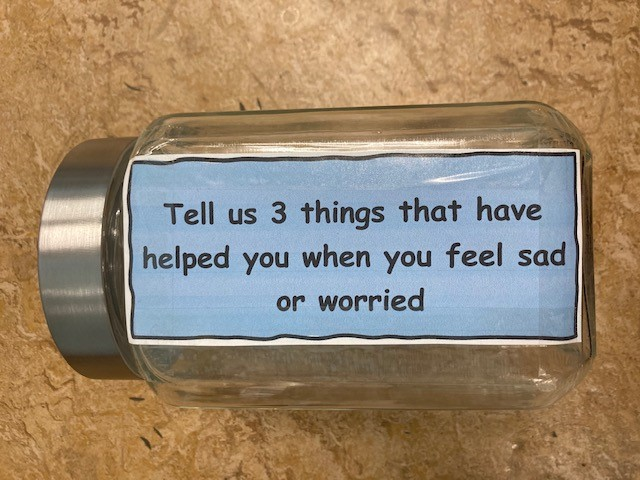 Tell us 3 things that have
helped you when you feel sad
or worried